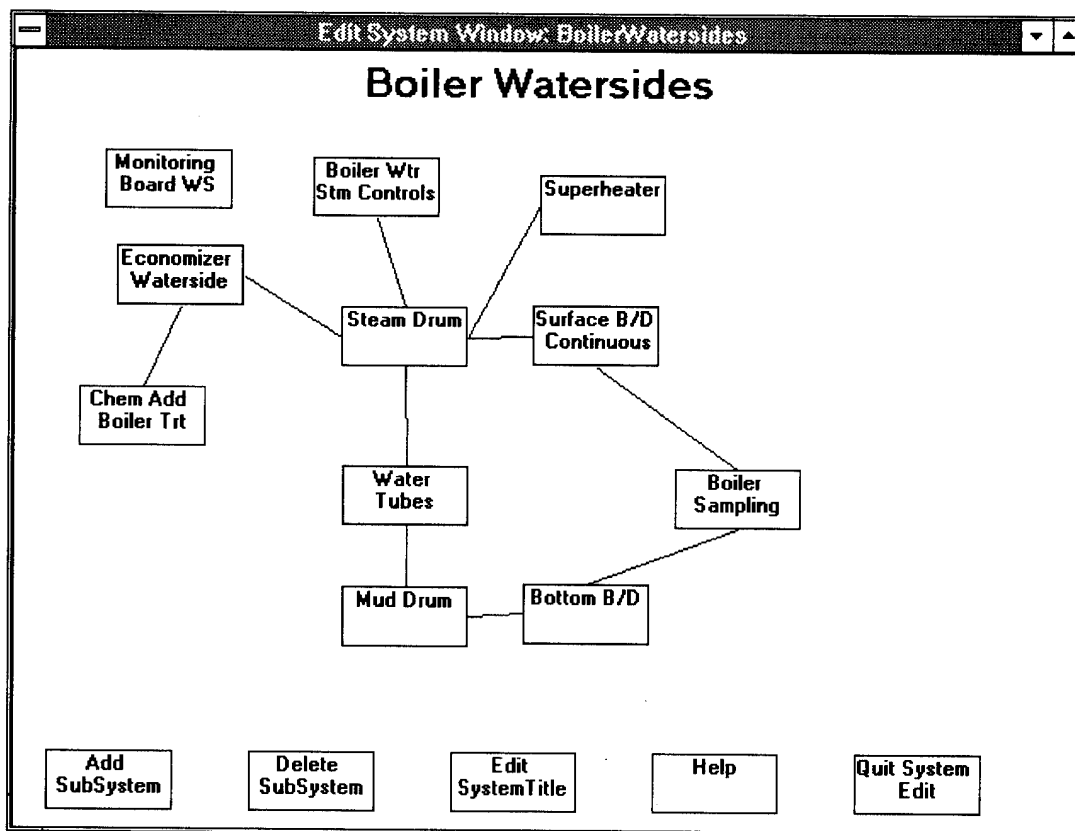 Edit System Window: BoilerWatersides
Boiler Watersides
Monitoring
Board WS
Boiler Wtr
Stm Controls
Superheater
Economizer
Waterside
Steam Drum
Surface B/D
Continuous
Chem Add
Boiler Trt
Water
Tubes
Boiler
Sampling
Mud Drum
Bottom B/D
Add
SubSystem
Delete
SubSystem
Edit
SystemTitle
Help
Quit System
Edit